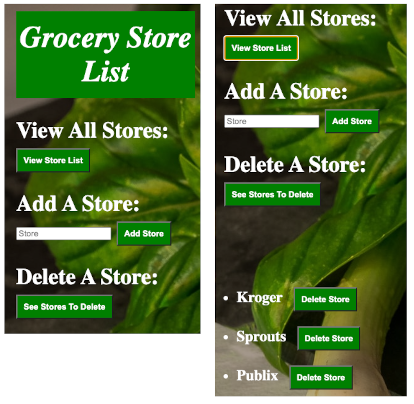 Grocery Store
List
View All Stores:
View Store List
Add A Store:
Store
Add Store
Delete A Store:
See Stores To Delete
View All Stores:
View Store List
Add A Store:
Store
Add Store
Delete A Store:
See Stores To Delete
Kroger Delete Store
Sprouts Delete Store
Publix Delete Store